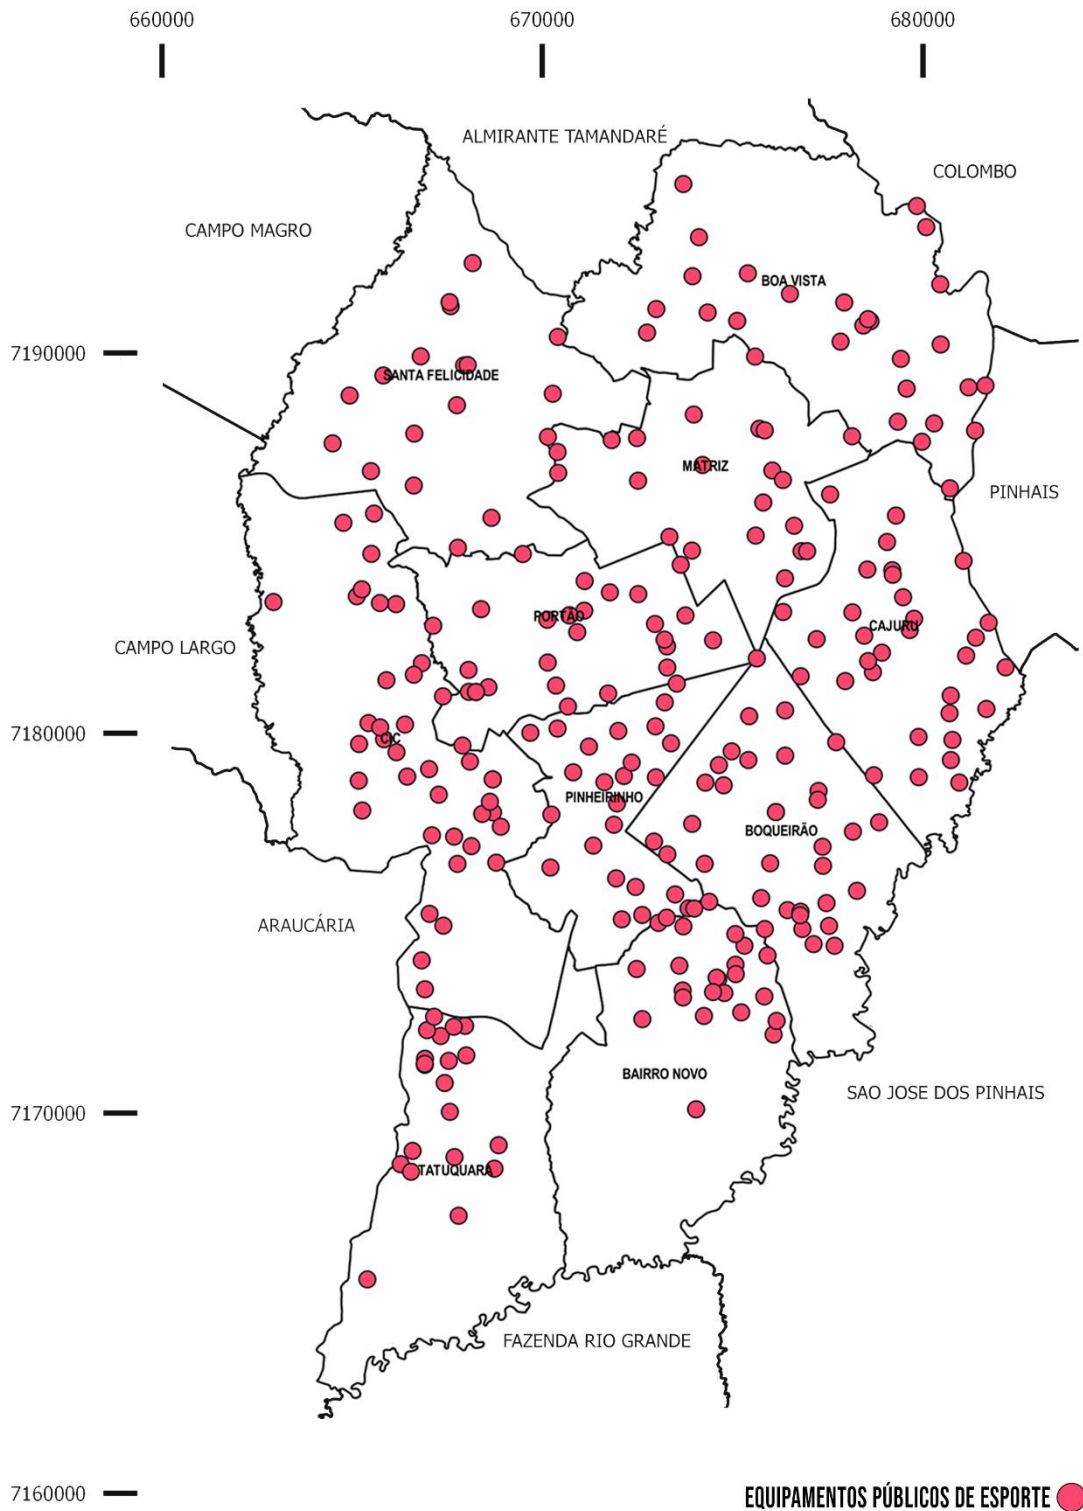 660000
670000
680000
ALMIRANTE TAMANDARÉ
COLOMBO
CAMPO MAGRO
BOA VISTA
7190000
SANTA FELICIDADE
MATRIZ
PINHAIS
PORTÃO
CAJURU
CAMPO LARGO
7180000
CIC
PINHEIRINHO
BOQUEIRÃO
ARAUCÁRIA
BAIRRO NOVO
SAO JOSE DOS PINHAIS
7170000
TATUQUARA
FAZENDA RIO GRANDE
7160000
EQUIPAMENTOS PÚBLICOS DE ESPORTE